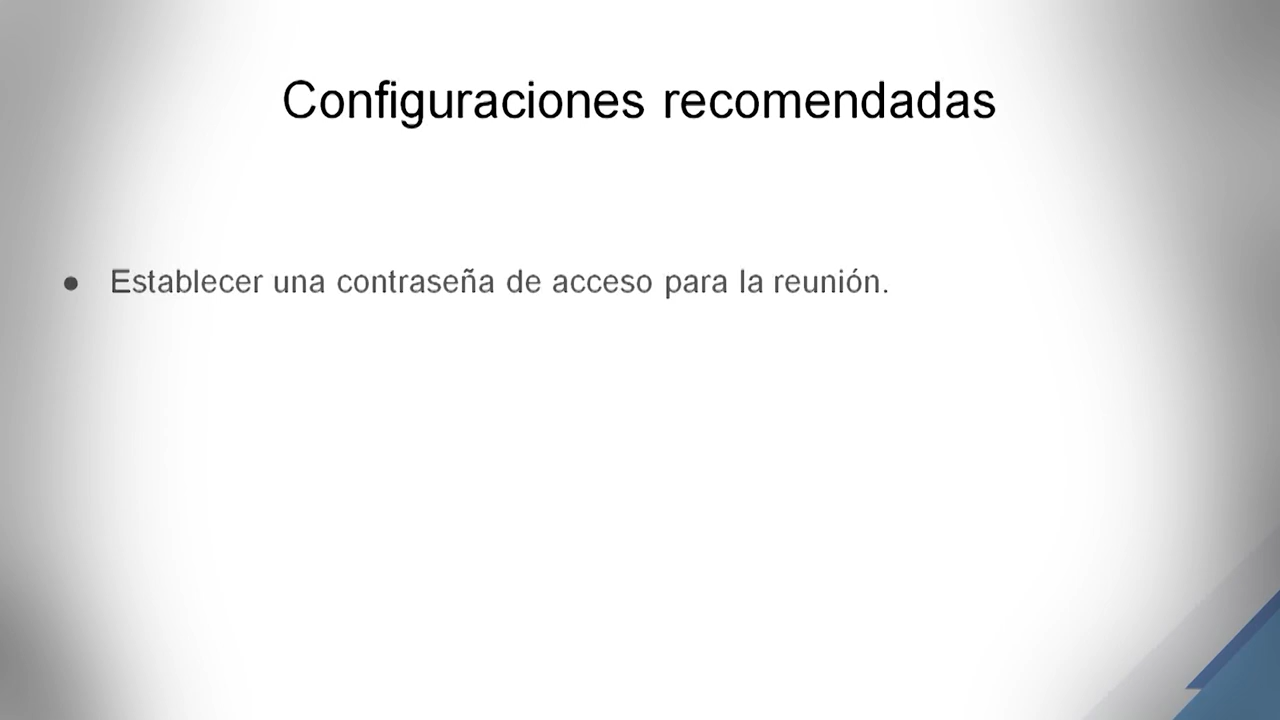 Configuraciones recomendadas
● Establecer una contraseña de acceso para la reunión.